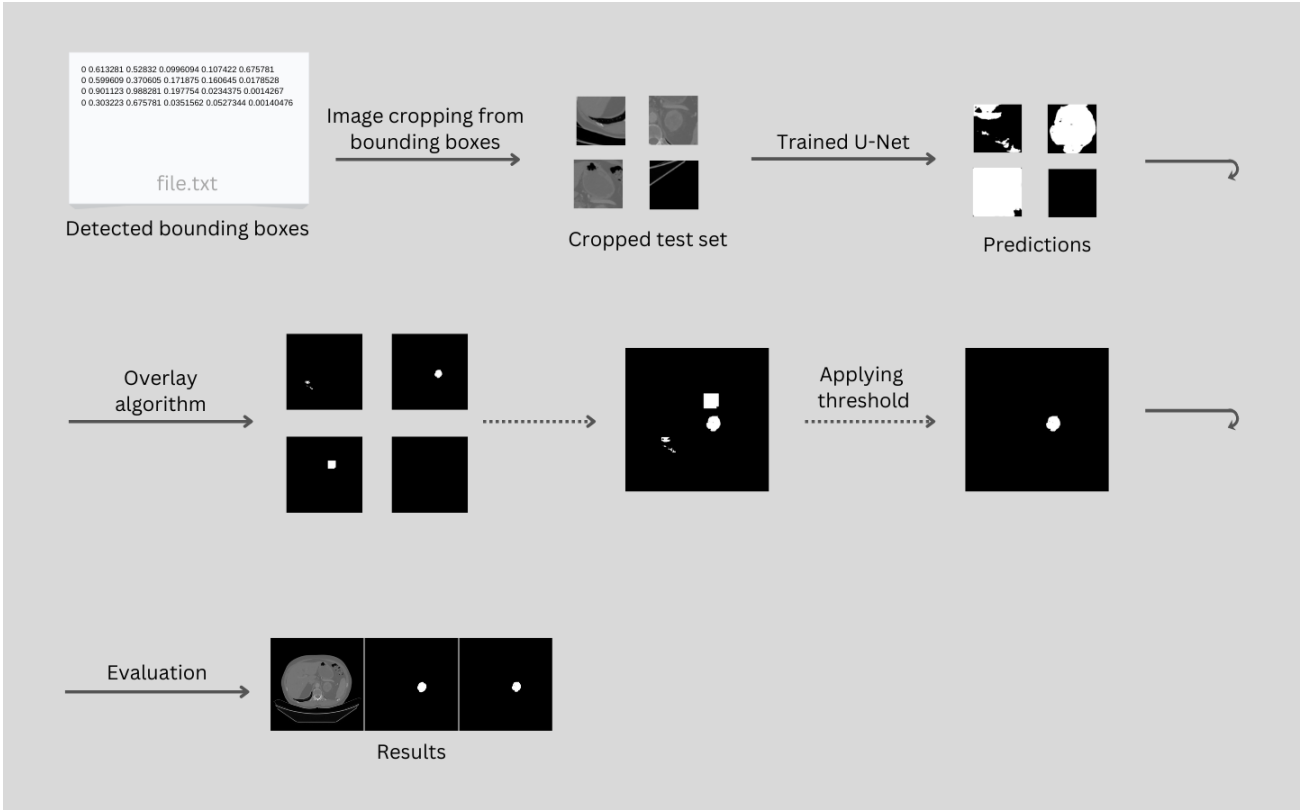 0 0.613281 0.52832 0.0996094 0.107422 0.675781
0 0.599609 0.370605 0.171875 0.160645 0.0178528
0 0.901123 0.988281 0.197754 0.0234375 0.0014267
0 0.303223 0.675781 0.0351562 0.0527344 0.00140476
file.txt
Detected bounding boxes
Image cropping from
bounding boxes
Cropped test set
Trained U-Net
Predictions
Overlay
algorithm
Applying
threshold
Evaluation
Results